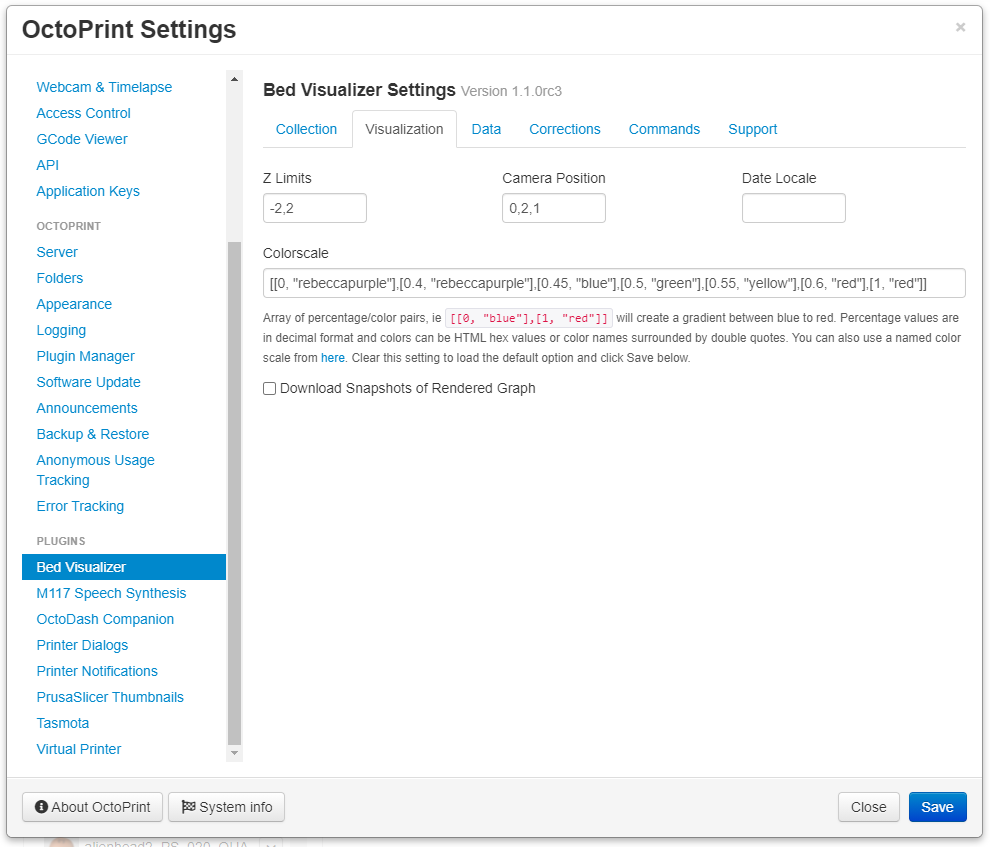 OctoPrint Settings
×
Webcam & Timelapse
Access Control
GCode Viewer
API
Application Keys
OCTOPRINT
Server
Folders
Appearance
Logging
Plugin Manager
Software Update
Announcements
Backup & Restore
Anonymous Usage
Tracking
Error Tracking
PLUGINS
Bed Visualizer
M117 Speech Synthesis
OctoDash Companion
Printer Dialogs
Printer Notifications
PrusaSlicer Thumbnails
Tasmota
Virtual Printer
Bed Visualizer Settings Version 1.1.0rc3
Collection Visualization Data Corrections Commands Support
Z Limits Camera Position Date Locale
-2,2 0,2,1
Colorscale
[[0, "rebeccapurple"],[0.4, "rebeccapurple"],[0.45, "blue"],[0.5, "green"],[0.55, "yellow"],[0.6, "red"],[1, "red"]]
Array of percentage/color pairs, ie [[0, "blue"],[1, "red"]] will create a gradient between blue to red. Percentage values are
in decimal format and colors can be HTML hex values or color names surrounded by double quotes. You can also use a named color
scale from here. Clear this setting to load the default option and click Save below.
Download Snapshots of Rendered Graph
About OctoPrint System info Close Save